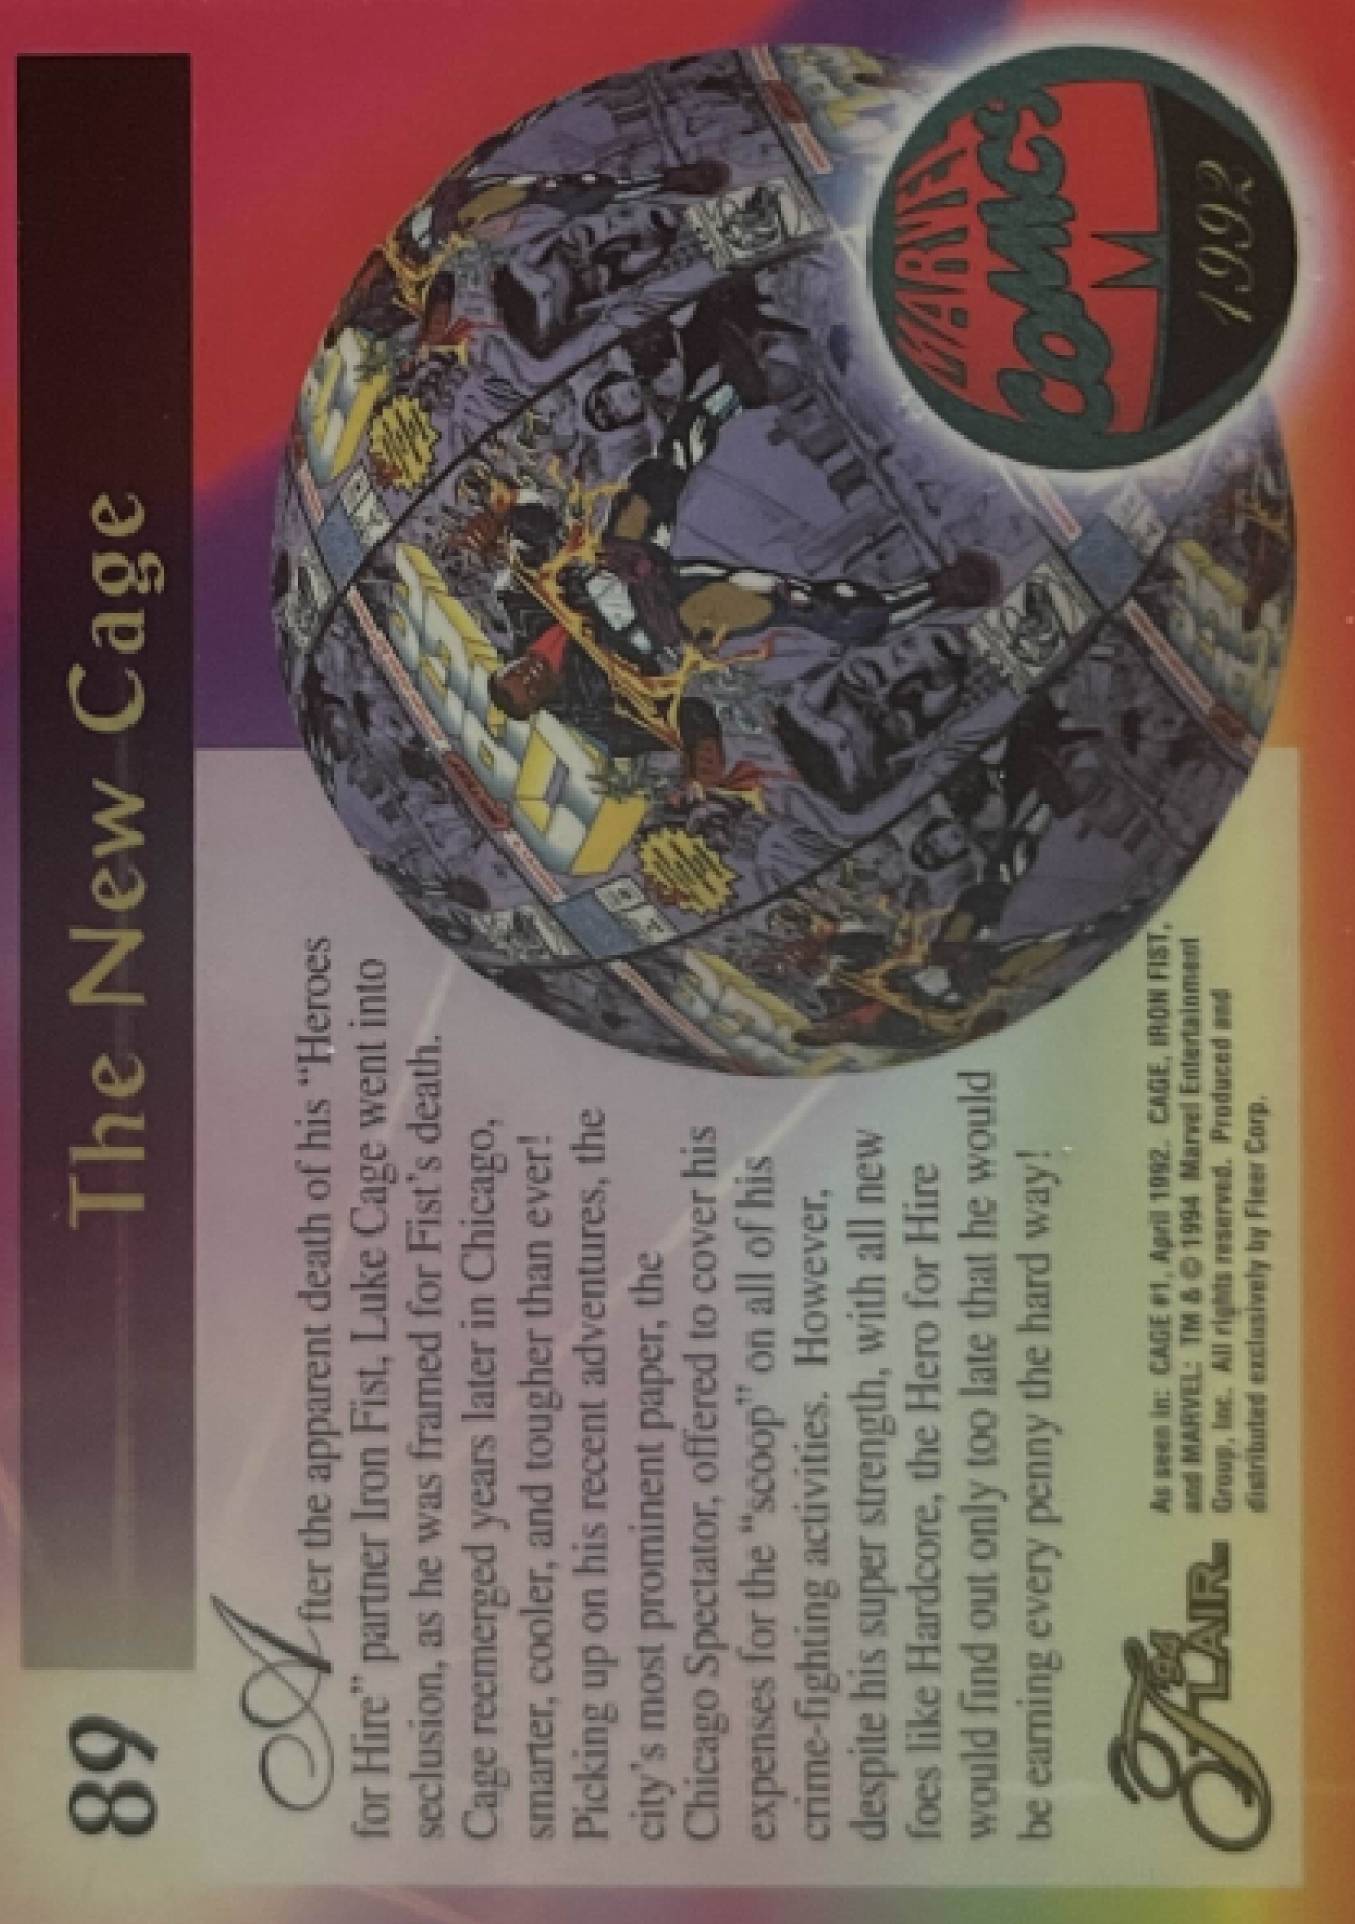 89
The New Cage
After the apparent death of his “Heroes
for Hire” partner Iron Fist, Luke Cage went into
seclusion, as he was framed for Fist's death.
Cage reemerged years later in Chicago,
smarter, cooler, and tougher than ever!
Picking up on his recent adventures, the
city's most prominent paper, the
Chicago Spectator, offered to cover his
expenses for the “scoop” on all of his
crime-fighting activities.  However,
despite his super strength, with all new
foes like Hardcore, the Hero for Hire
would find out only too late that he would
be earning every penny the hard way!
CAGE
MARVEL
COMICS
M
1992
'94
FLAIR
As seen in: CAGE #1, April 1992. CAGE, IRON FIST,
and MARVEL: TM & © 1994 Marvel Entertainment
Group, Inc. All rights reserved. Produced and
distributed exclusively by Fleer Corp.